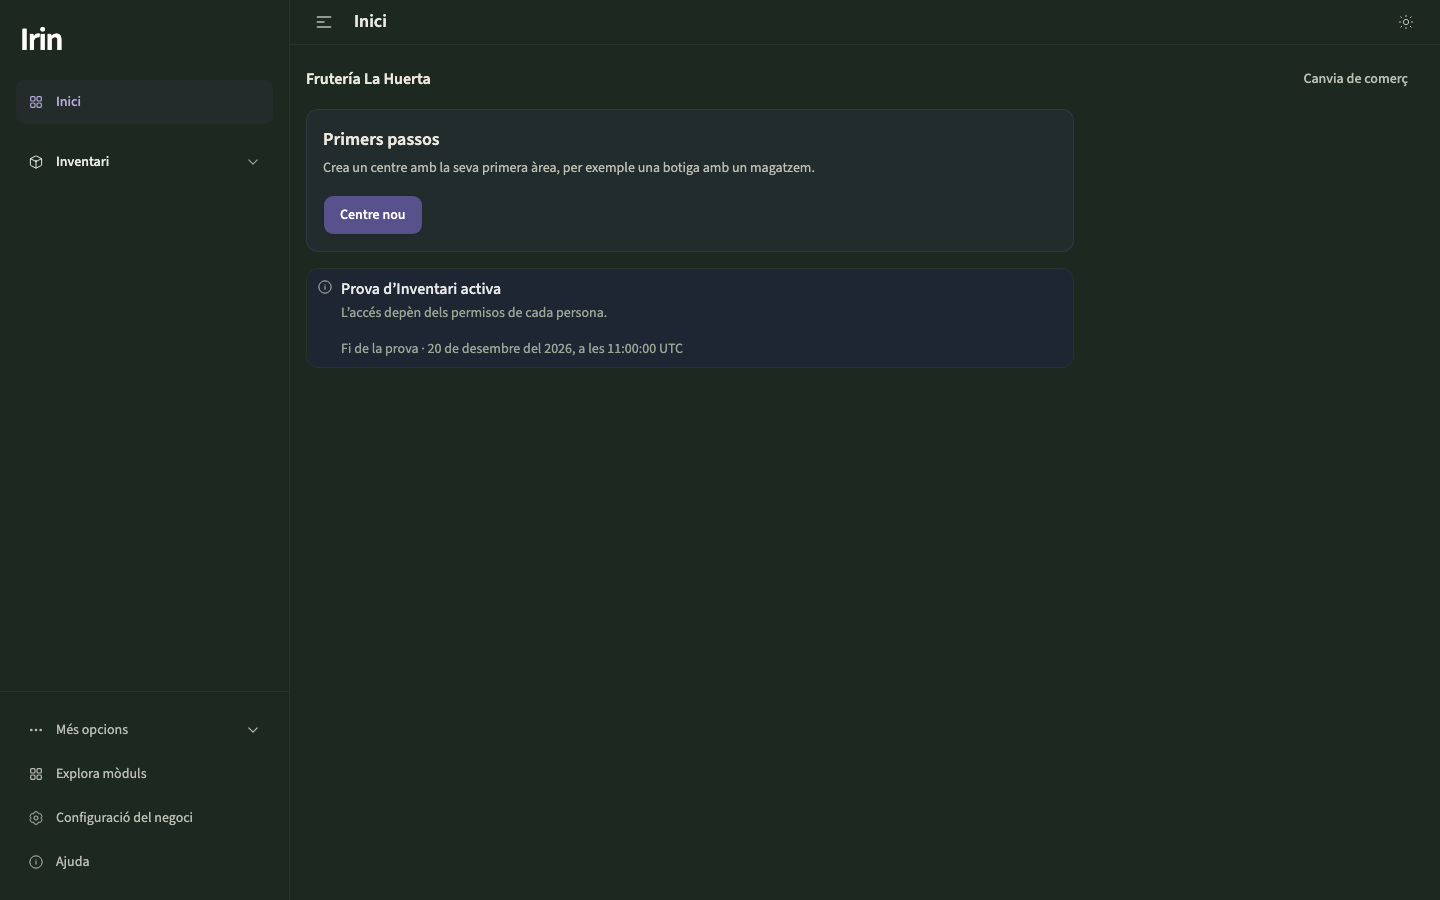 Irin
Inici
Inventari
Més opcions
Explora mòduls
Configuració del negoci
Ajuda
Inici
Frutería La Huerta
Canvia de comerç
Primers passos
Crea un centre amb la seva primera àrea, per exemple una botiga amb un magatzem.
Centre nou
Prova d’Inventari activa
L’accés depèn dels permisos de cada persona.
Fi de la prova · 20 de desembre del 2026, a les 11:00:00 UTC